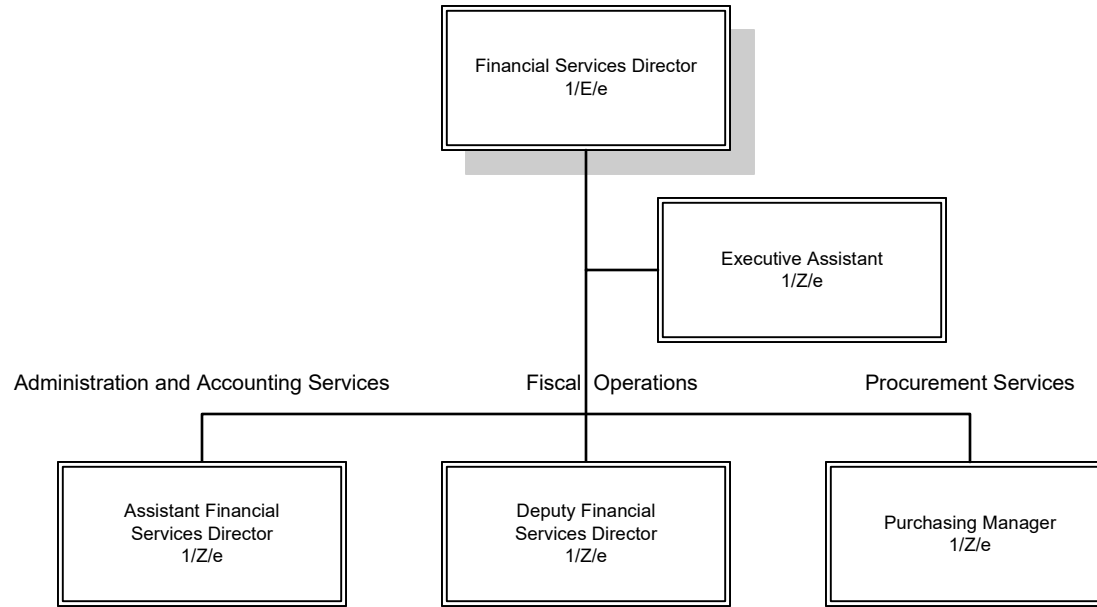 Financial Services Director
1/E/e
Executive Assistant
1/Z/e
Administration and Accounting Services
Fiscal Operations
Procurement Services
Assistant Financial
Services Director
1/Z/e
Deputy Financial
Services Director
1/Z/e
Purchasing Manager
1/Z/e